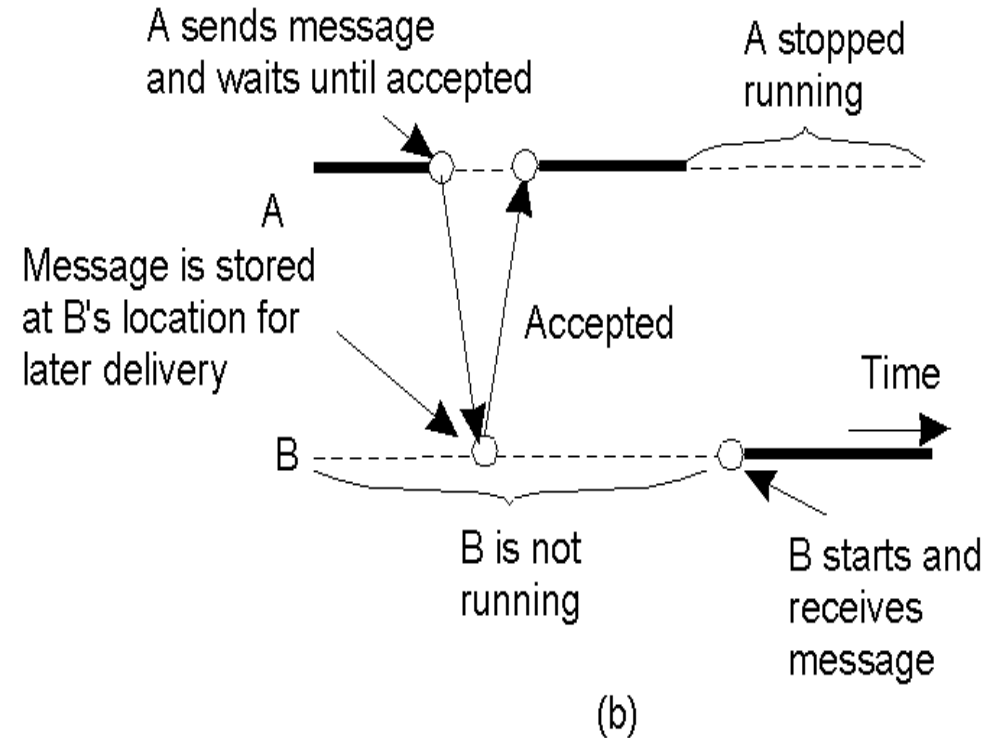 A sends message
and waits until accepted
A stopped
running
A
Message is stored
at B's location for
later delivery
Accepted
Time
B
B is not
running
B starts and
receives
message
(b)